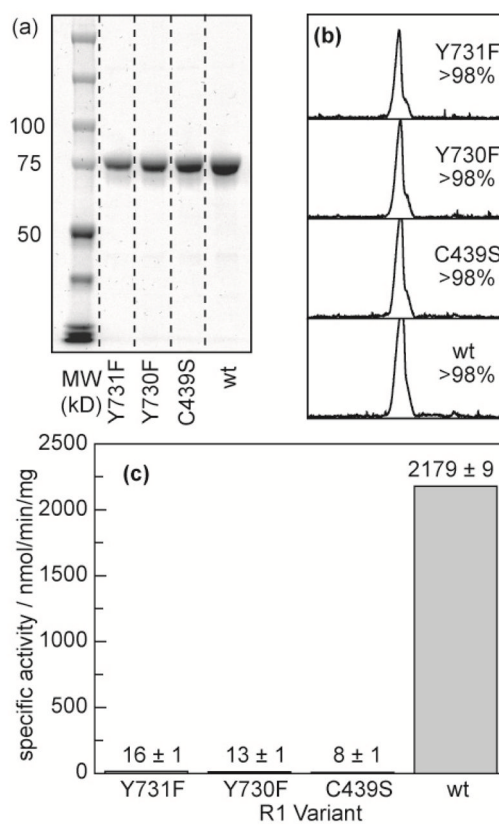 (a)
100
75
50
MW
(kD)
Y731F
Y730F
C439S
wt
(b)
Y731F
>98%
Y730F
>98%
C439S
>98%
wt
>98%
(c)
specific activity / nmol/min/mg
2500
2000
1500
1000
500
0
16 ± 1
13 ± 1
8 ± 1
2179 ± 9
Y731F Y730F C439S wt
R1 Variant